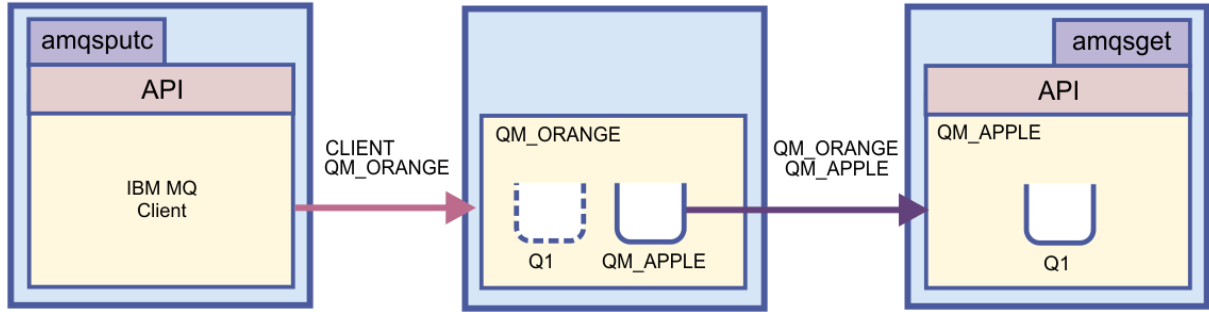 amqsputc
API
IBM MQ
Client
CLIENT
QM_ORANGE
QM_ORANGE
Q1
QM_APPLE
QM_ORANGE
QM_APPLE
amqsget
API
QM_APPLE
Q1